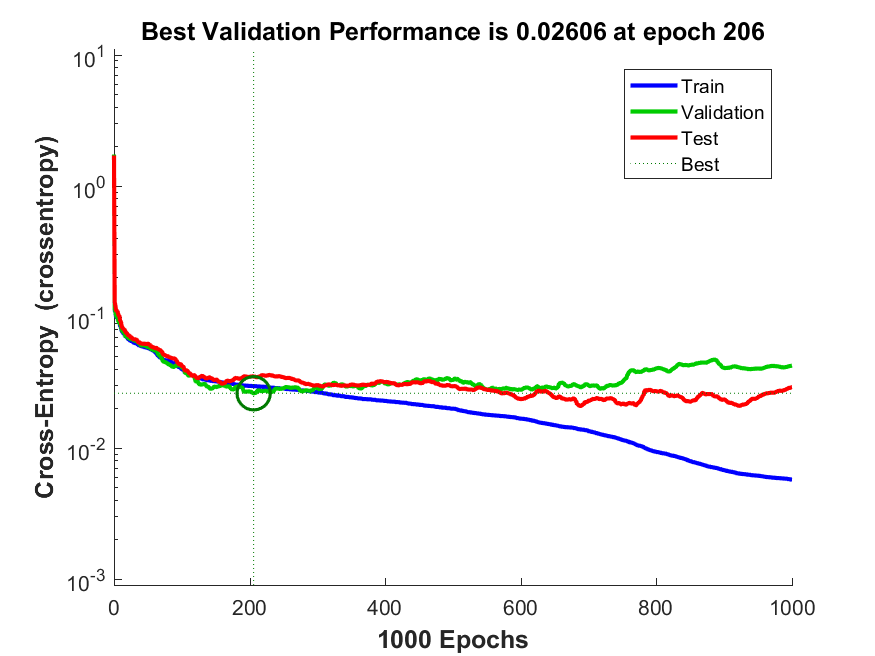 Best Validation Performance is 0.02606 at epoch 206
Train
Validation
Test
Best
10^1
10^0
10^-1
10^-2
10^-3
Cross-Entropy (crossentropy)
0 200 400 600 800 1000
1000 Epochs